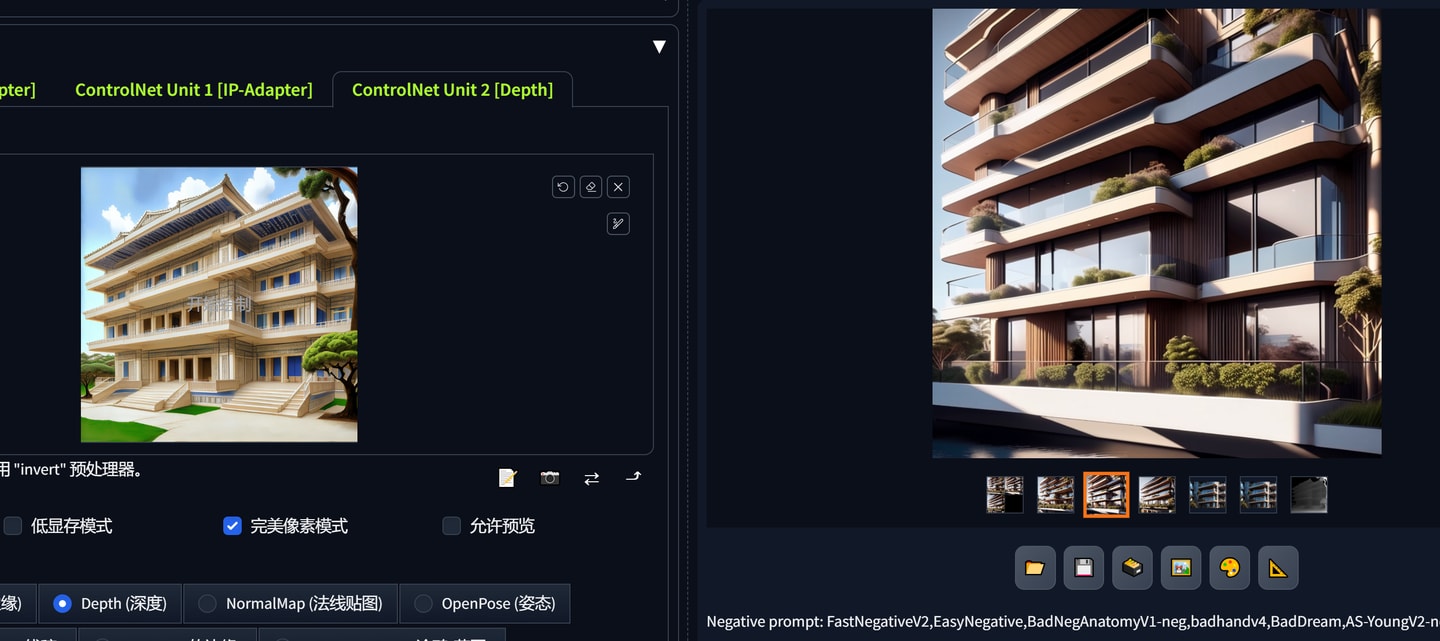 pter]
ControlNet Unit 1 [IP-Adapter]
ControlNet Unit 2 [Depth]
开始绘制
用 "invert" 预处理器。
低显存模式
完美像素模式
允许预览
缘)
Depth (深度)
NormalMap (法线贴图)
OpenPose (姿态)
Negative prompt: FastNegativeV2,EasyNegative,BadNegAnatomyV1-neg,badhandv4,BadDream,AS-YoungV2-n